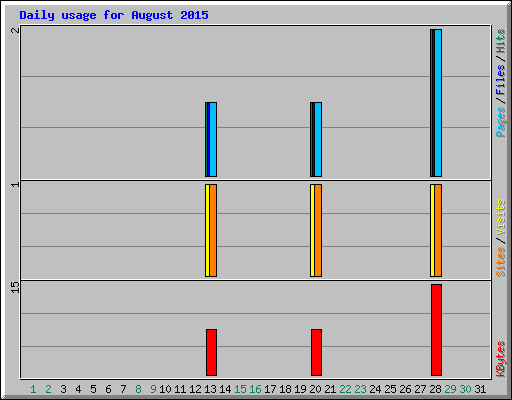 Daily usage for August 2015
2
Pages/Files/Hits
1
Sites/Visits
15
KBytes
1 2 3 4 5 6 7 8 9 10 11 12 13 14 15 16 17 18 19 20 21 22 23 24 25 26 27 28 29 30 31